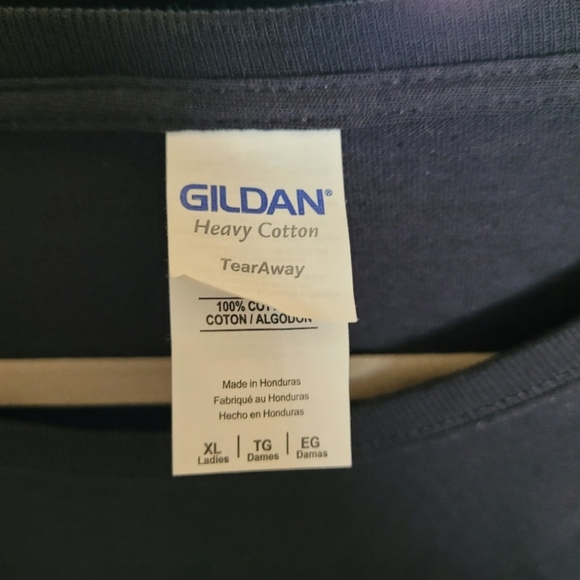 GILDAN®
Heavy Cotton
TearAway
100%
COTON / ALGODON
Made in Honduras
Fabriqué au Honduras
Hecho en Honduras
XL | TG | EG
Ladies | Dames | Damas